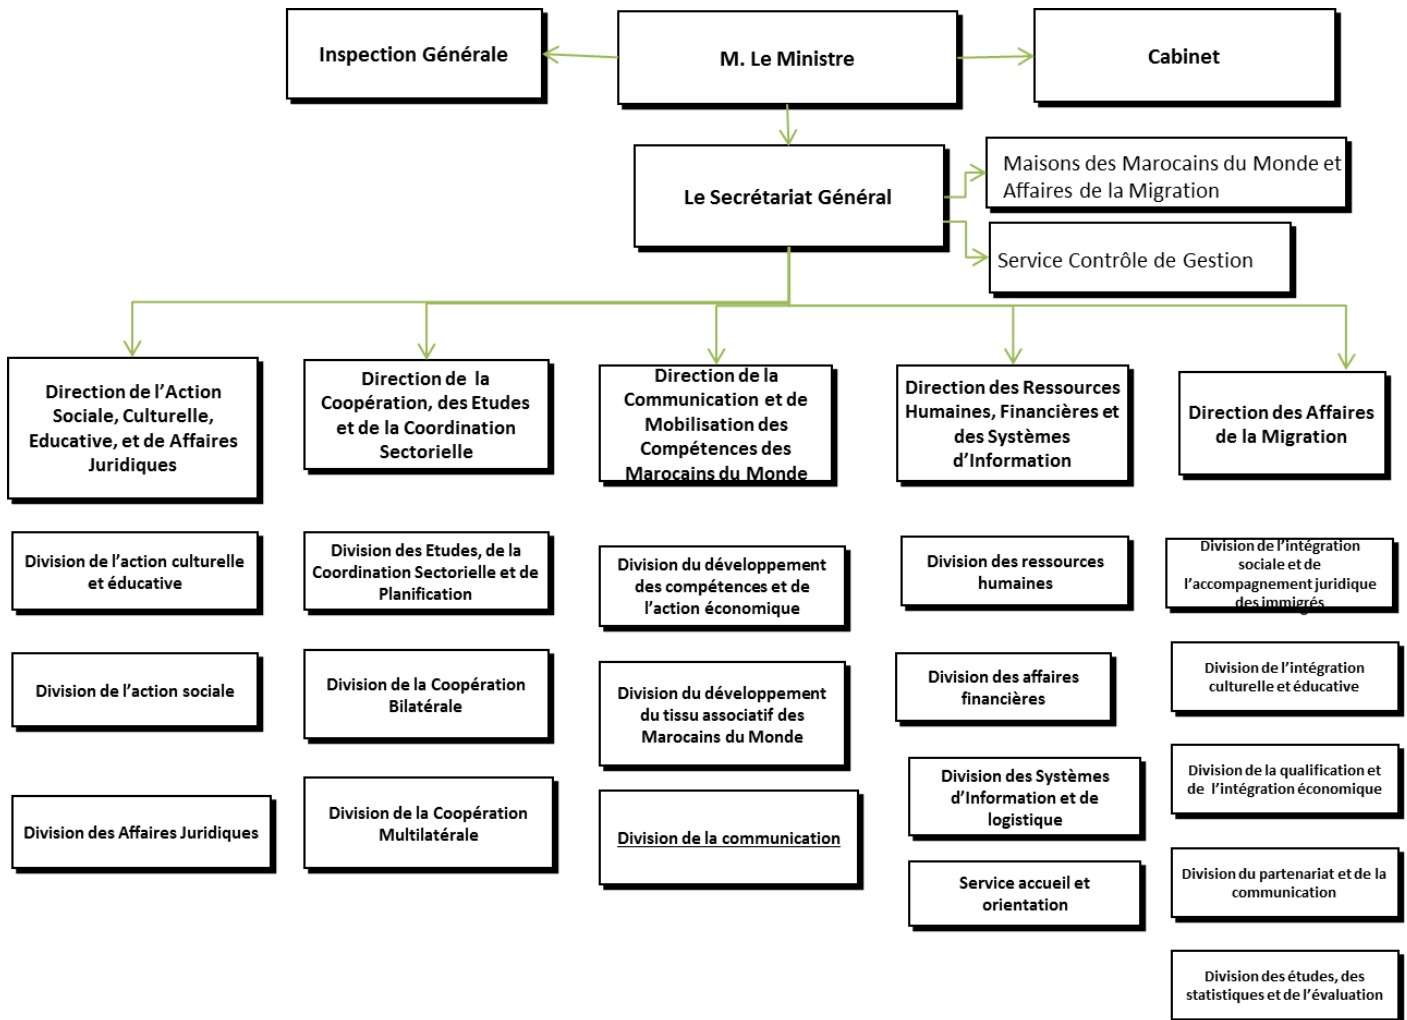 Inspection Générale
M. Le Ministre
Cabinet
Le Secrétariat Général
Maisons des Marocains du Monde et
Affaires de la Migration
Service Contrôle de Gestion
Direction de l’Action
Sociale, Culturelle,
Educative, et de Affaires
Juridiques
Direction de la
Coopération, des Etudes
et de la Coordination
Sectorielle
Direction de la
Communication et de
Mobilisation des
Compétences des
Marocains du Monde
Direction des Ressources
Humaines, Financières et
des Systèmes
d’Information
Direction des Affaires
de la Migration
Division de l’action culturelle
et éducative
Division de l’action sociale
Division des Affaires Juridiques
Division des Etudes, de la
Coordination Sectorielle et de
Planification
Division de la Coopération
Bilatérale
Division de la Coopération
Multilatérale
Division du développement
des compétences et de
l’action économique
Division du développement
du tissu associatif des
Marocains du Monde
Division de la communication
Division des ressources
humaines
Division des affaires
financières
Division des Systèmes
d’Information et de
logistique
Service accueil et
orientation
Division de l’intégration
sociale et de
l’accompagnement juridique
des immigrés
Division de l’intégration
culturelle et éducative
Division de la qualification et
de l’intégration économique
Division du partenariat et de la
communication
Division des études, des
statistiques et de l’évaluation